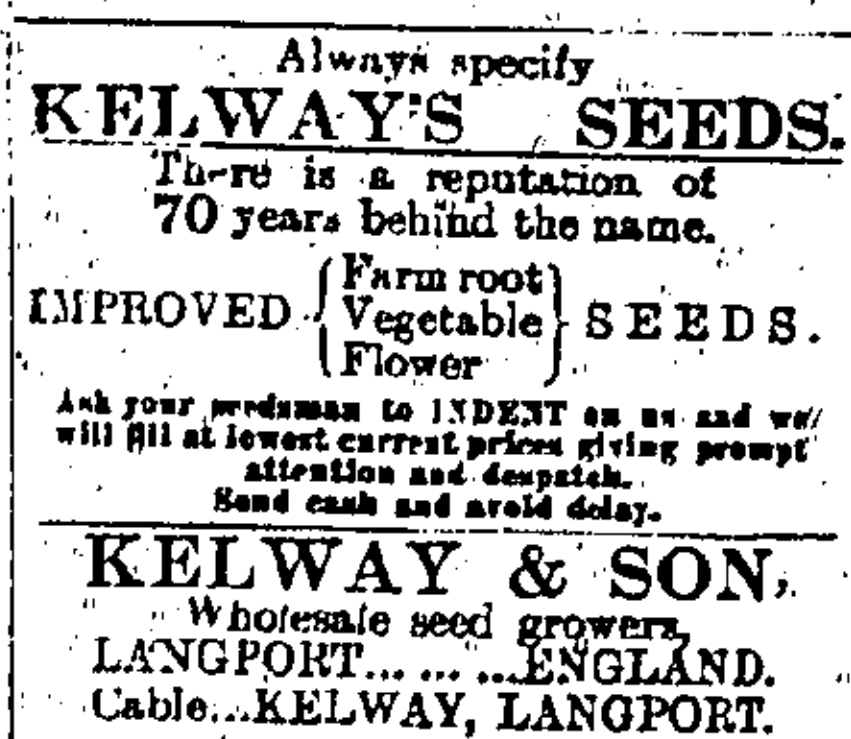 Always specify
KELWAY'S SEEDS.
There is a reputation of
70 years behind the name.
Farm root
IMPROVED { Vegetable } SEEDS.
Flower
Ask your seedsman to INDENT on us and we
will fill at lowest current prices giving prompt
attention and despatch.
Send cash and avoid delay.
KELWAY & SON,
Wholesale seed growers,
LANGPORT... ... ...ENGLAND.
Cable...KELWAY, LANGPORT.